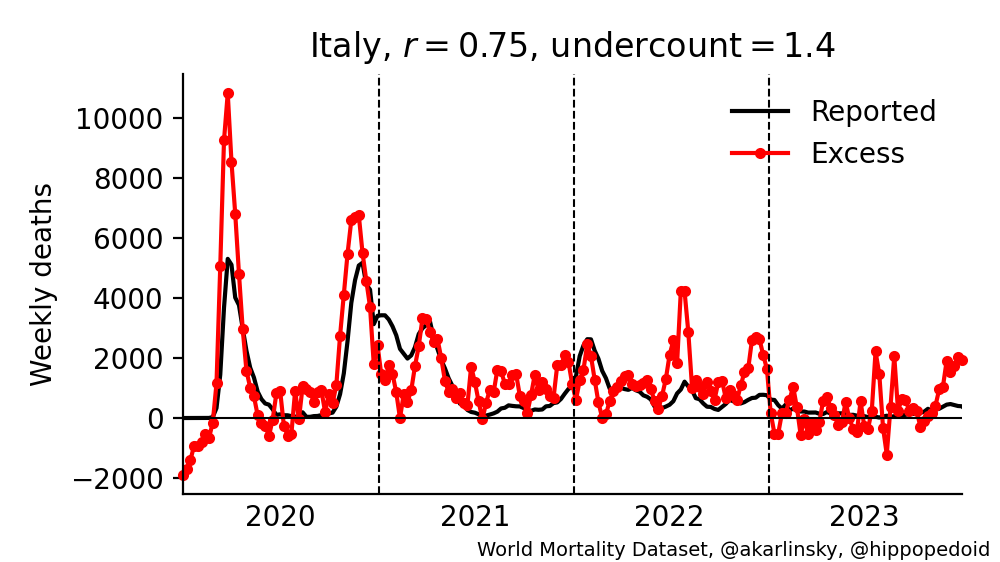 Italy, r = 0.75, undercount = 1.4
Reported
Excess
Weekly deaths
10000
8000
6000
4000
2000
0
−2000
2020 2021 2022 2023
World Mortality Dataset, @akarlinsky, @hippopedoid